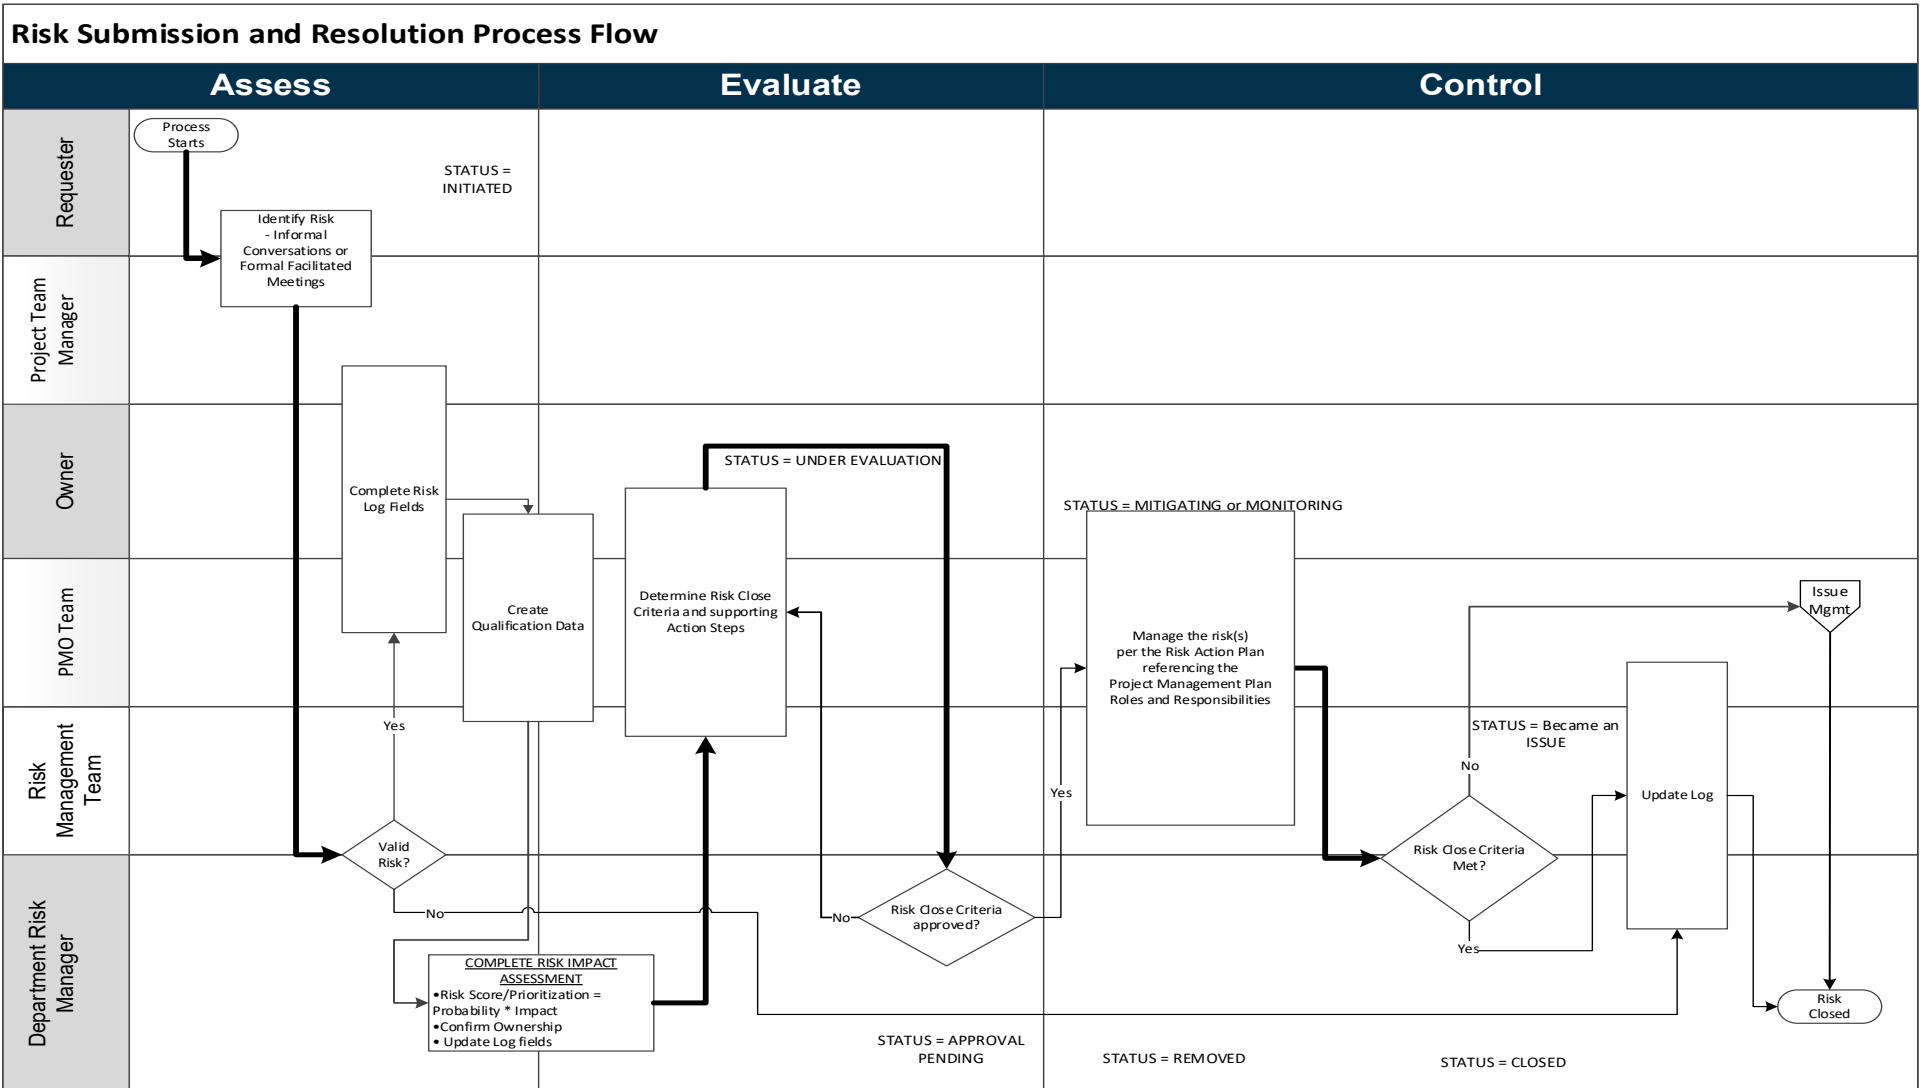 Risk Submission and Resolution Process Flow
Assess
Evaluate
Control
Requester
Process
Starts
STATUS =
INITIATED
Identify Risk
- Informal
Conversations or
Formal Facilitated
Meetings
Project Team
Manager
Owner
Complete Risk
Log Fields
STATUS = UNDER EVALUATION
STATUS = MITIGATING or MONITORING
PMO Team
Create
Qualification Data
Determine Risk Close
Criteria and supporting
Action Steps
Manage the risk(s)
per the Risk Action Plan
referencing the
Project Management Plan
Roles and Responsibilities
Issue
Mgmt
Risk
Management
Team
Yes
Valid
Risk?
Yes
No
STATUS = Became an
ISSUE
Update Log
Risk Close Criteria
Met?
Department Risk
Manager
No
No
Risk Close Criteria
approved?
Yes
COMPLETE RISK IMPACT
ASSESSMENT
•Risk Score/Prioritization =
Probability * Impact
•Confirm Ownership
• Update Log fields
Risk
Closed
STATUS = APPROVAL
PENDING
STATUS = REMOVED
STATUS = CLOSED